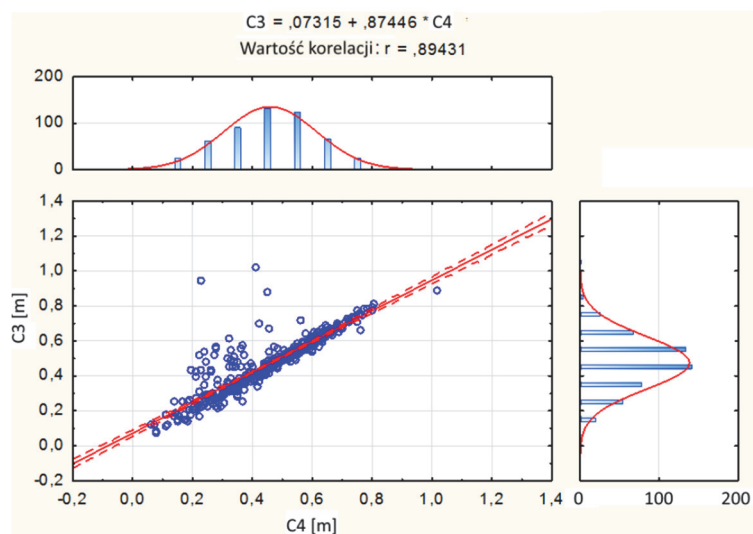 C3 = ,07315 + ,87446 * C4
Wartość korelacji: r = ,89431
200
100
0
1,4
1,2
1,0
0,8
0,6
0,4
0,2
0,0
-0,2
C3 [m]
-0,2 0,0 0,2 0,4 0,6 0,8 1,0 1,2 1,4
C4 [m]
0 100 200